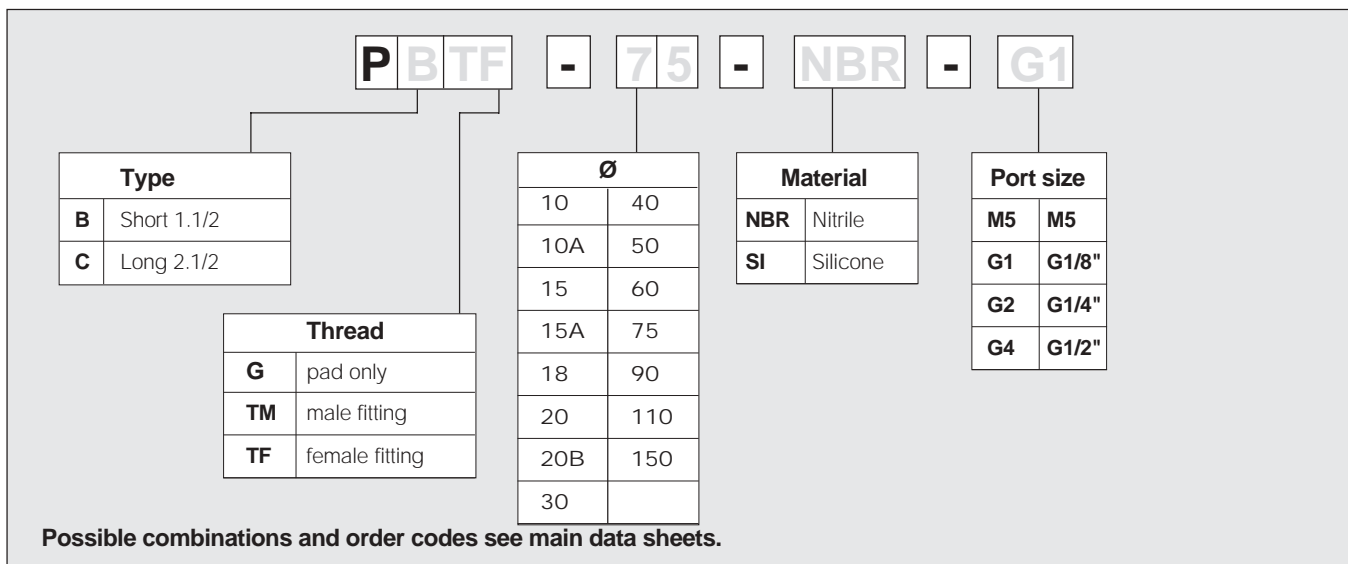 PBTF - 75 - NBR - G1
Type
B Short 1.1/2
C Long 2.1/2
Thread
G pad only
TM male fitting
TF female fitting
Ø
10 40
10A 50
15 60
15A 75
18 90
20 110
20B 150
30
Material
NBR Nitrile
SI Silicone
Port size
M5 M5
G1 G1/8"
G2 G1/4"
G4 G1/2"
Possible combinations and order codes see main data sheets.